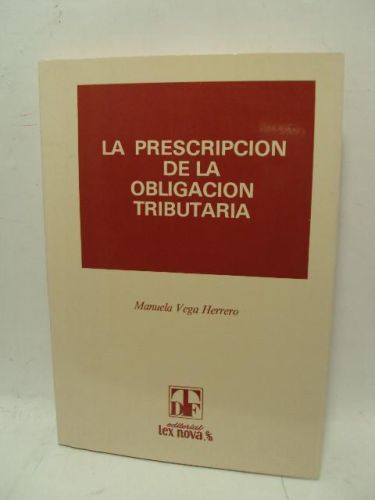 LA PRESCRIPCION
DE LA
OBLIGACION
TRIBUTARIA
Manuela Vega Herrero
TDF
editorial
lex nova